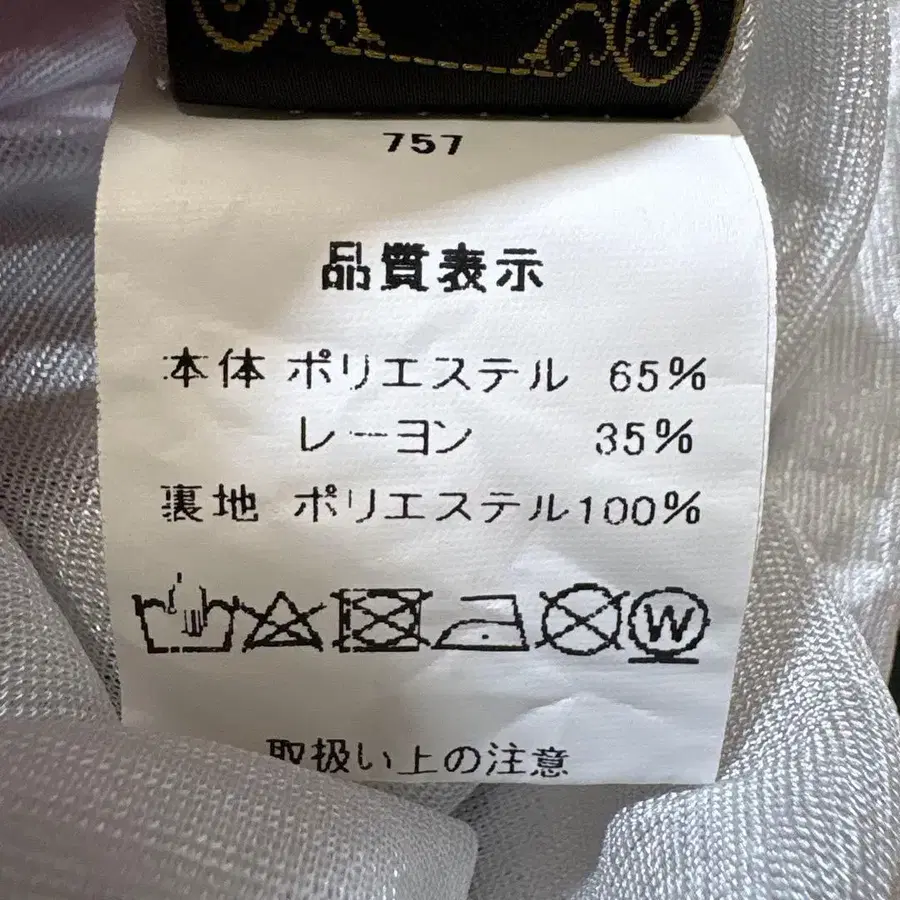 757
品質表示
本体 ポリエステル 65%
レーヨン 35%
裏地 ポリエステル100%
W
取扱い上の注意